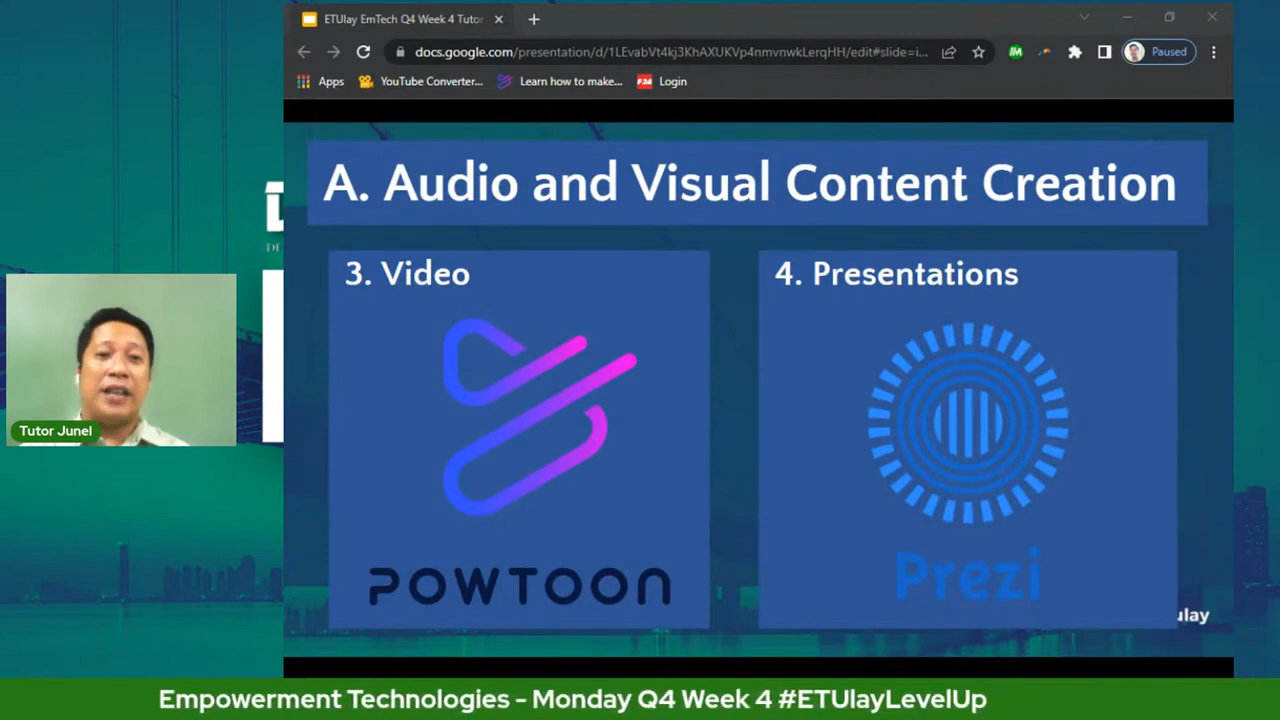 ETUlay EmTech Q4 Week 4 Tutor
docs.google.com/presentation/d/1LEvabVt4kj3KhAXUKVp4nmvnwkLerqHH/edit#slide=i...
Paused
Apps
YouTube Converter...
Learn how to make...
Login
A. Audio and Visual Content Creation
3. Video
4. Presentations
POWTOON
Prezi
ulay
Tutor Junel
Empowerment Technologies - Monday Q4 Week 4 #ETUlayLevelUp